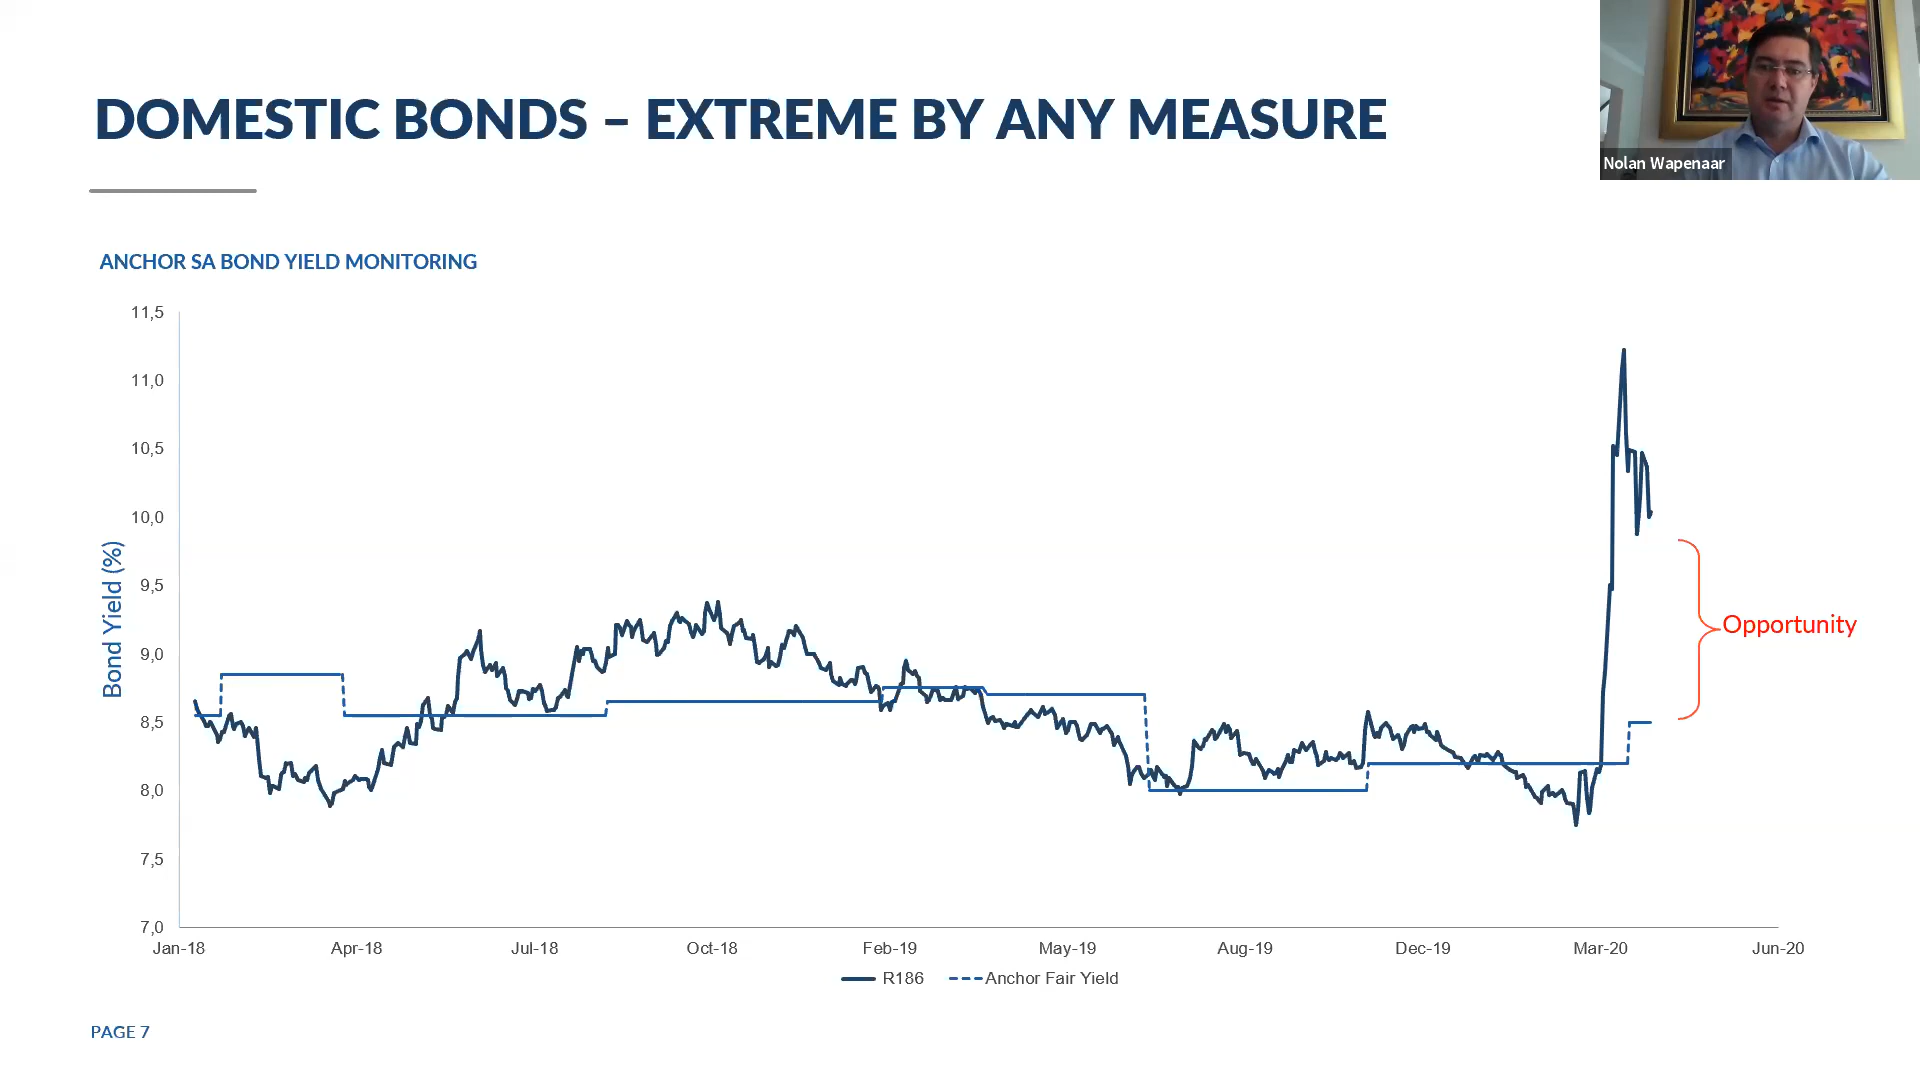 DOMESTIC BONDS – EXTREME BY ANY MEASURE
Nolan Wapenaar
ANCHOR SA BOND YIELD MONITORING
Bond Yield (%)
11,5
11,0
10,5
10,0
9,5
9,0
8,5
8,0
7,5
7,0
Opportunity
Jan-18 Apr-18 Jul-18 Oct-18 Feb-19 May-19 Aug-19 Dec-19 Mar-20 Jun-20
R186 Anchor Fair Yield
PAGE 7